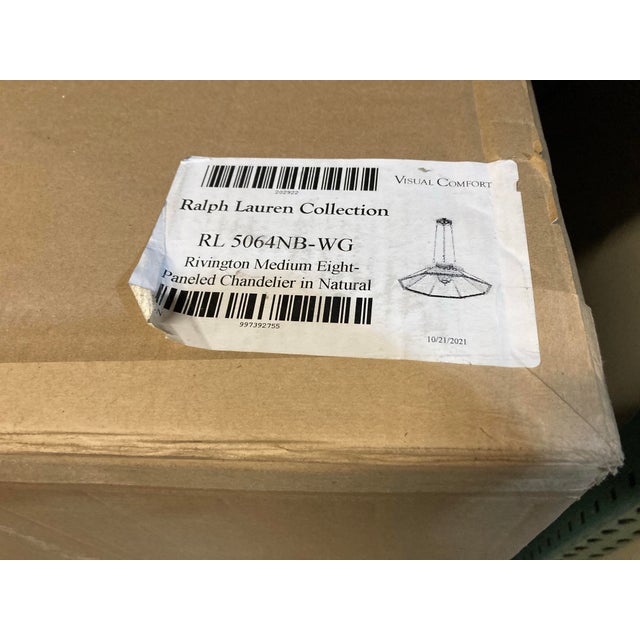 202922
VISUAL COMFORT
Ralph Lauren Collection
RL 5064NB-WG
Rivington Medium Eight-
Paneled Chandelier in Natural
N
997392755
10/21/2021